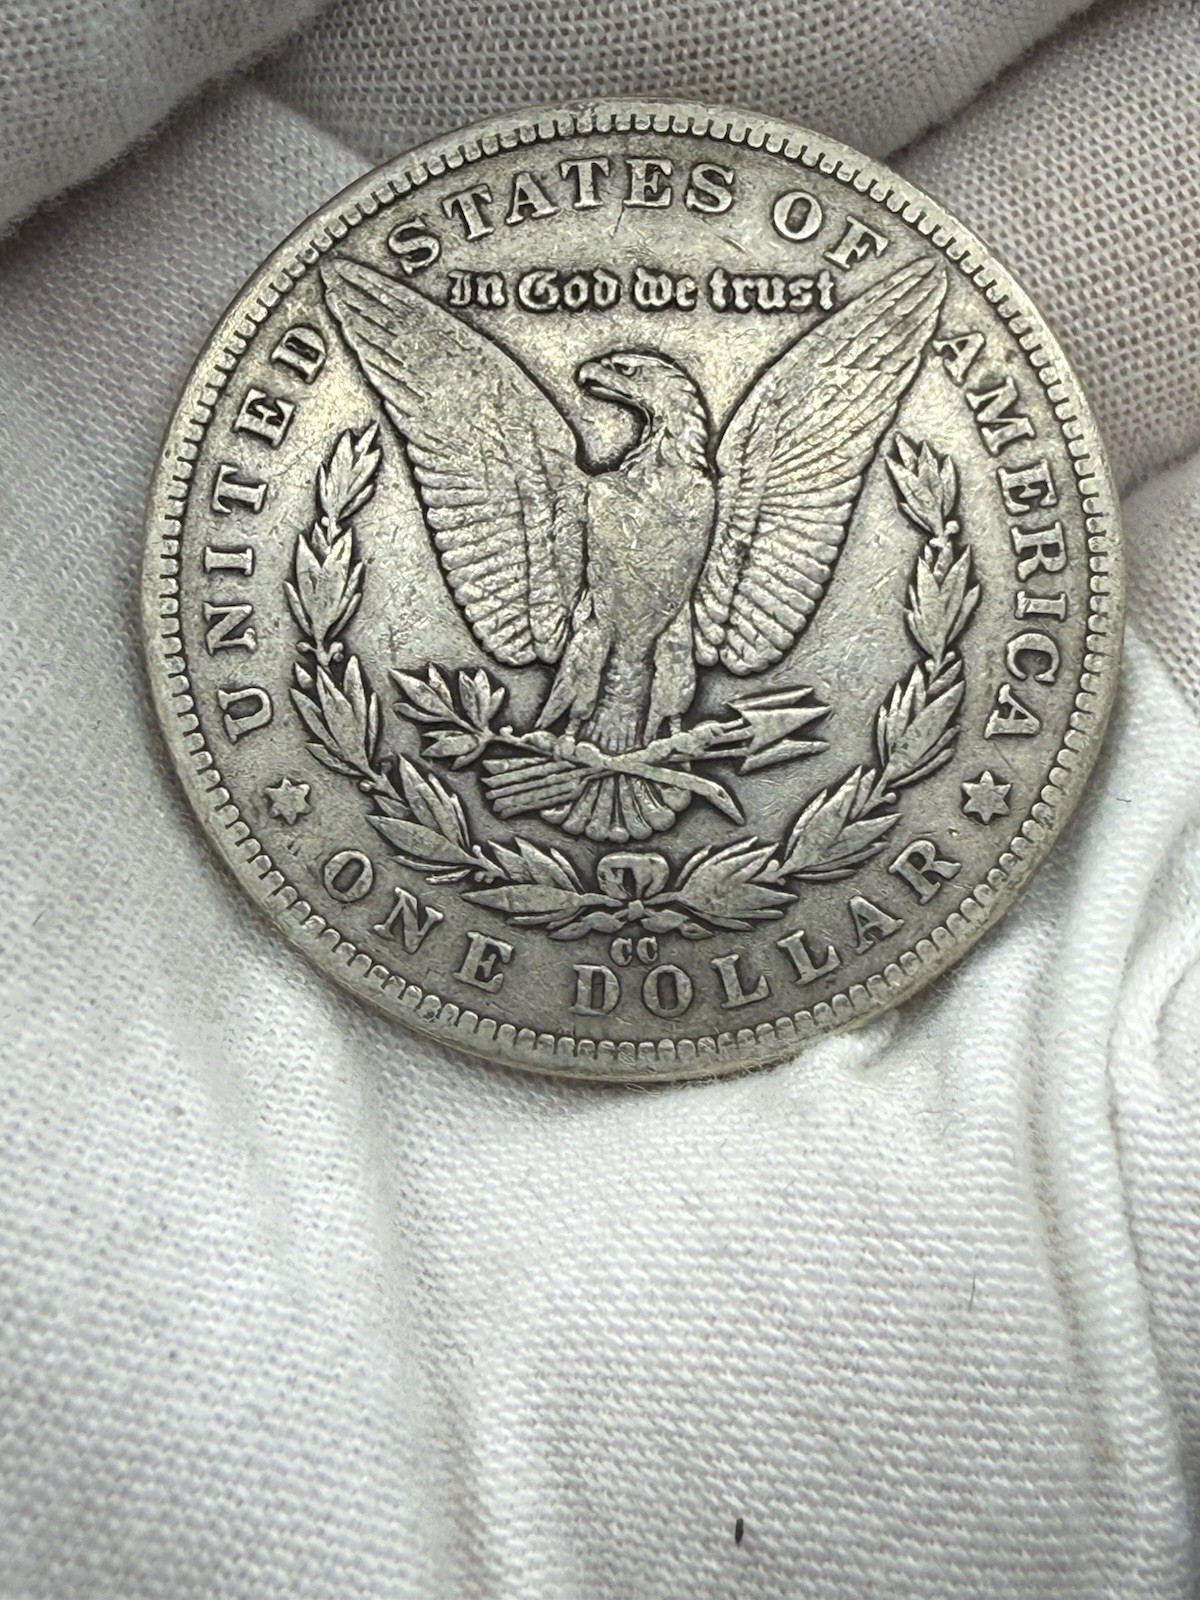 UNITED STATES OF AMERICA
In God we trust
CC
ONE DOLLAR